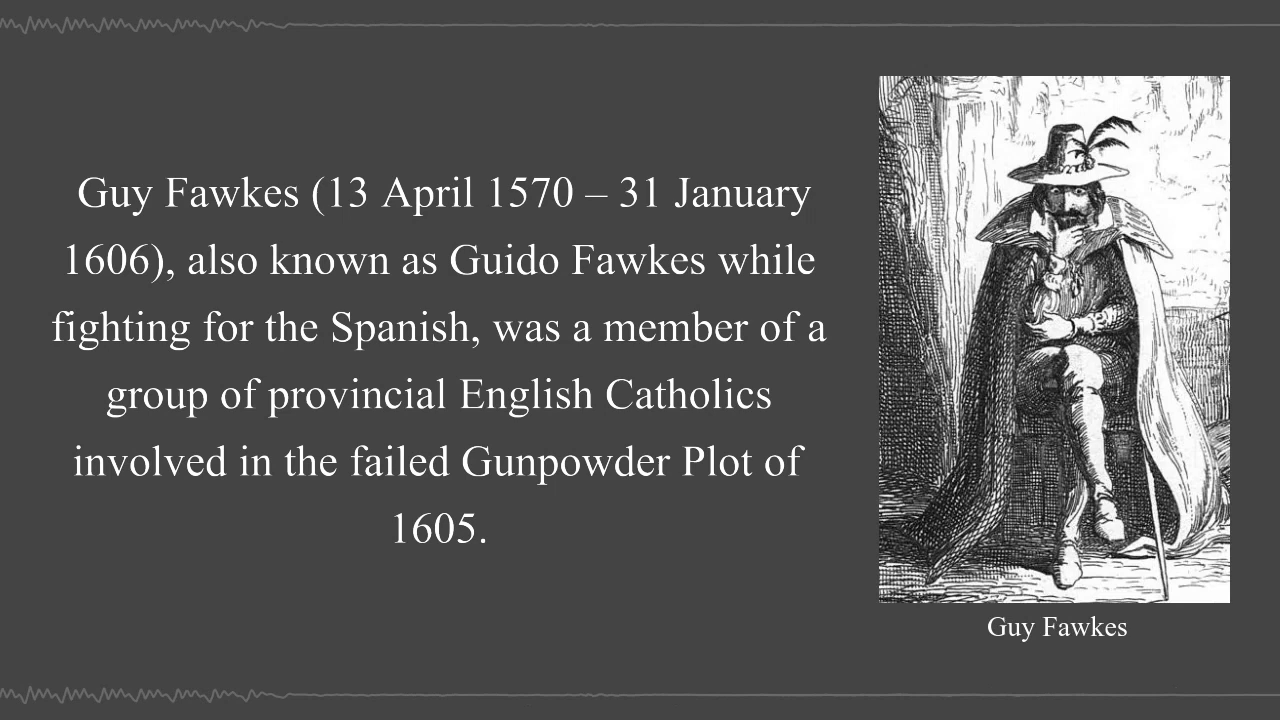 Guy Fawkes (13 April 1570 – 31 January
1606), also known as Guido Fawkes while
fighting for the Spanish, was a member of a
group of provincial English Catholics
involved in the failed Gunpowder Plot of
1605.
Guy Fawkes